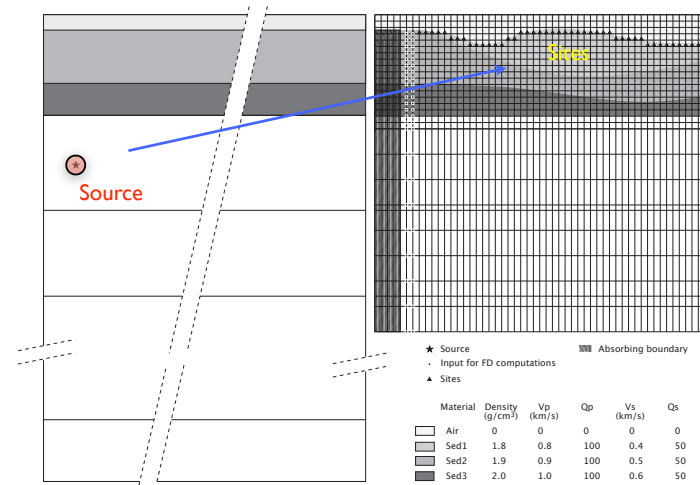 Sites
Source
★ Source
Absorbing boundary
· Input for FD computations
▲ Sites
Material Density (g/cm³) Vp (km/s) Qp Vs (km/s) Qs
Air 0 0 0 0 0
Sed1 1.8 0.8 100 0.4 50
Sed2 1.9 0.9 100 0.5 50
Sed3 2.0 1.0 100 0.6 50